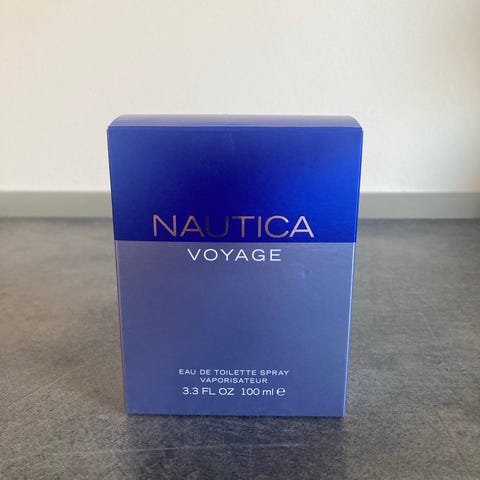 NAUTICA
VOYAGE
EAU DE TOILETTE SPRAY
VAPORISATEUR
3.3 FL OZ 100 ml ℮